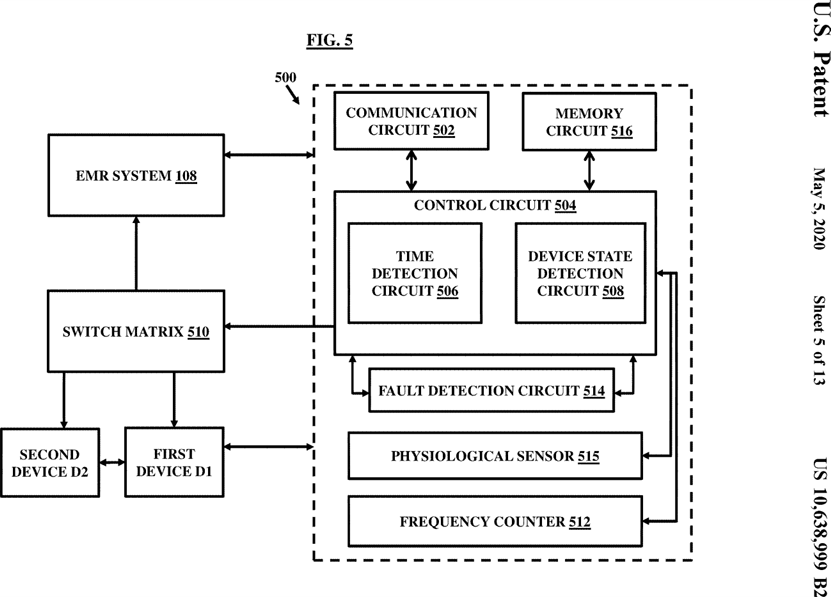 U.S. Patent
May 5, 2020
Sheet 5 of 13
US 10,638,999 B2
FIG. 5
500
COMMUNICATION
CIRCUIT 502
MEMORY
CIRCUIT 516
EMR SYSTEM 108
CONTROL CIRCUIT 504
TIME
DETECTION
CIRCUIT 506
DEVICE STATE
DETECTION
CIRCUIT 508
SWITCH MATRIX 510
FAULT DETECTION CIRCUIT 514
SECOND
DEVICE D2
FIRST
DEVICE D1
PHYSIOLOGICAL SENSOR 515
FREQUENCY COUNTER 512